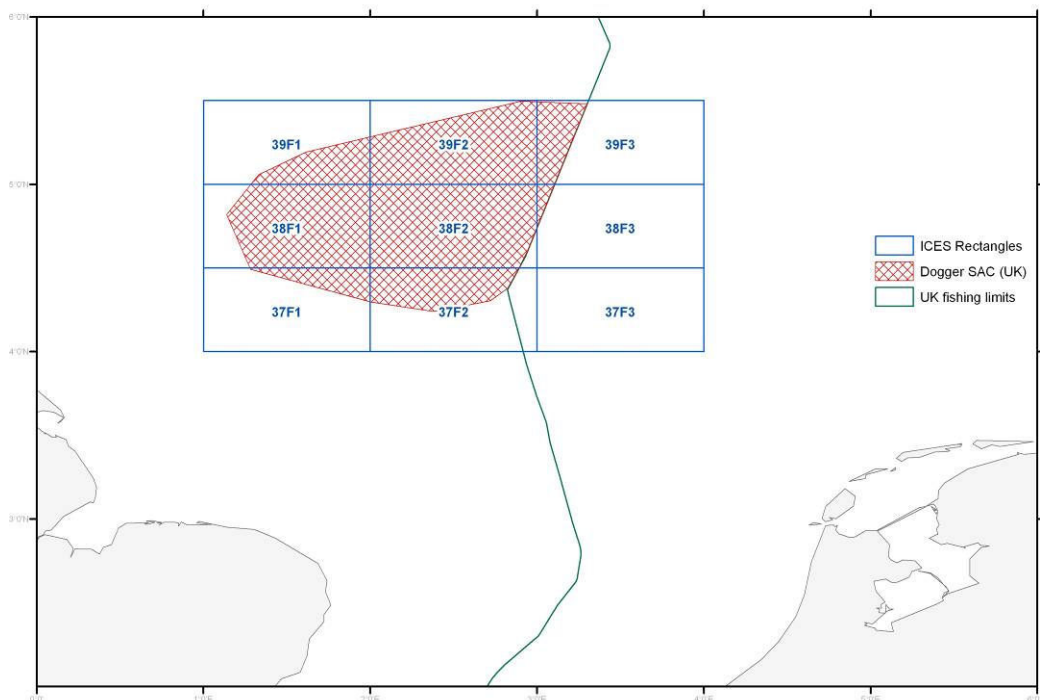 39F1
39F2
39F3
38F1
38F2
38F3
ICES Rectangles
Dogger SAC (UK)
UK fishing limits
37F1
37F2
37F3